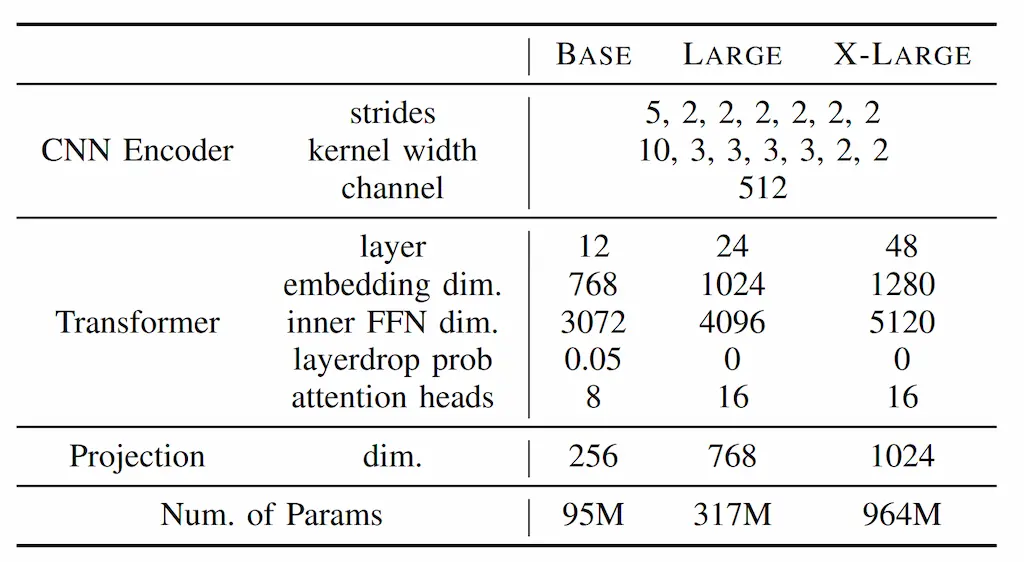 BASE LARGE X-LARGE
CNN Encoder strides 5, 2, 2, 2, 2, 2, 2
kernel width 10, 3, 3, 3, 3, 2, 2
channel 512
Transformer layer 12 24 48
embedding dim. 768 1024 1280
inner FFN dim. 3072 4096 5120
layerdrop prob 0.05 0 0
attention heads 8 16 16
Projection dim. 256 768 1024
Num. of Params 95M 317M 964M